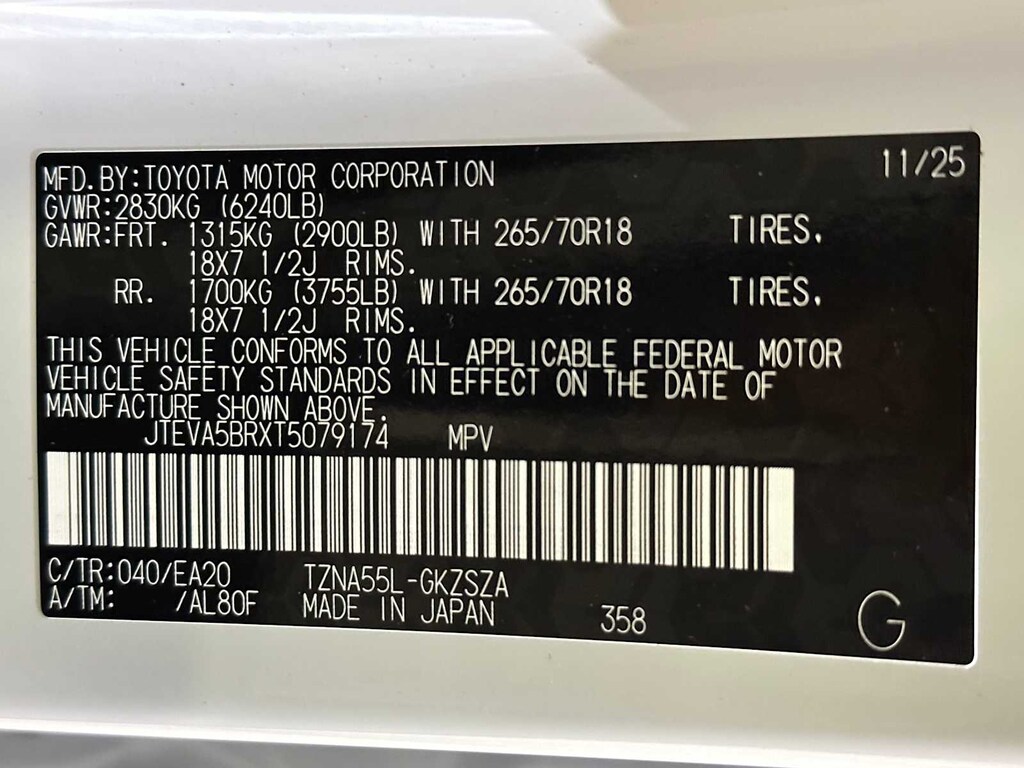 MFD.BY:TOYOTA MOTOR CORPORATION 11/25
GVWR:2830KG (6240LB)
GAWR:FRT. 1315KG (2900LB) WITH 265/70R18 TIRES.
18X7 1/2J RIMS.
RR. 1700KG (3755LB) WITH 265/70R18 TIRES.
18X7 1/2J RIMS.
THIS VEHICLE CONFORMS TO ALL APPLICABLE FEDERAL MOTOR
VEHICLE SAFETY STANDARDS IN EFFECT ON THE DATE OF
MANUFACTURE SHOWN ABOVE.
JTEVA5BRXT5079174 MPV
C/TR:040/EA20 TZNA55L-GKZSZA
A/TM: /AL80F MADE IN JAPAN 358 G